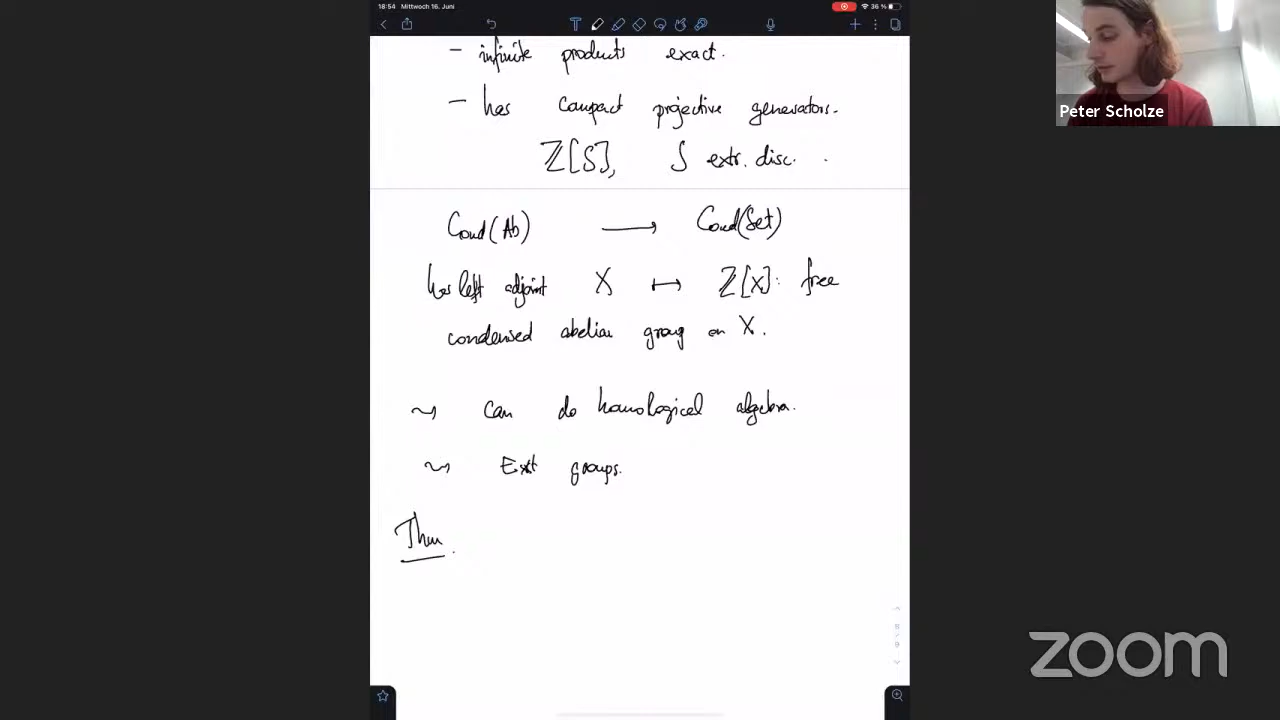 18:54 Mittwoch 16. Juni
36 %
Peter Scholze
– infinite products exact.
– has compact projective generators.
ℤ[S], S extr. disc.
Cond(Ab) ⟶ Cond(Set)
has left adjoint X ↦ ℤ[X]: free
condensed abelian group on X.
⇝ can do homological algebra.
⇝ Ext groups.
Thm.
zoom